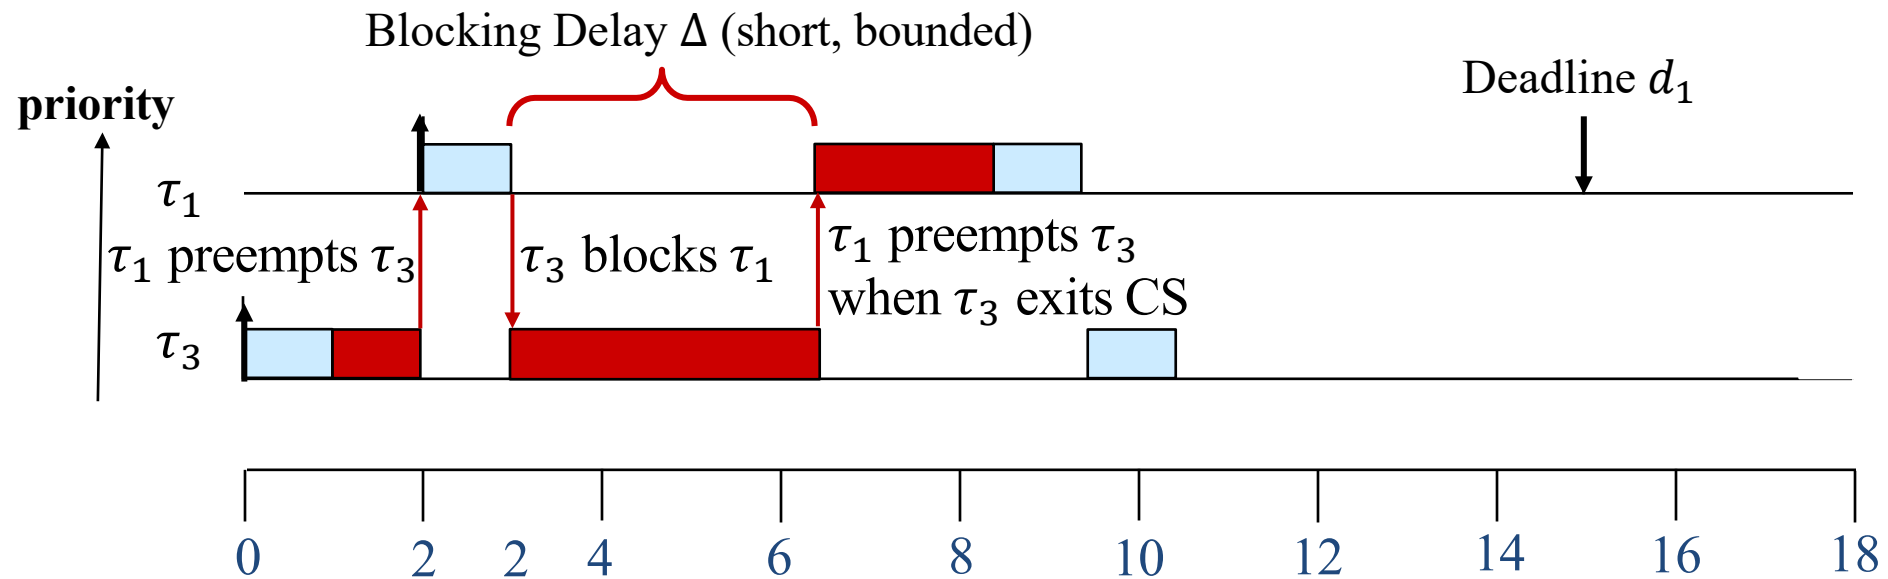 Blocking Delay Δ (short, bounded)
Deadline d₁
priority
τ₁
τ₁ preempts τ₃
τ₃ blocks τ₁
τ₁ preempts τ₃
when τ₃ exits CS
τ₃
0 2 2 4 6 8 10 12 14 16 18